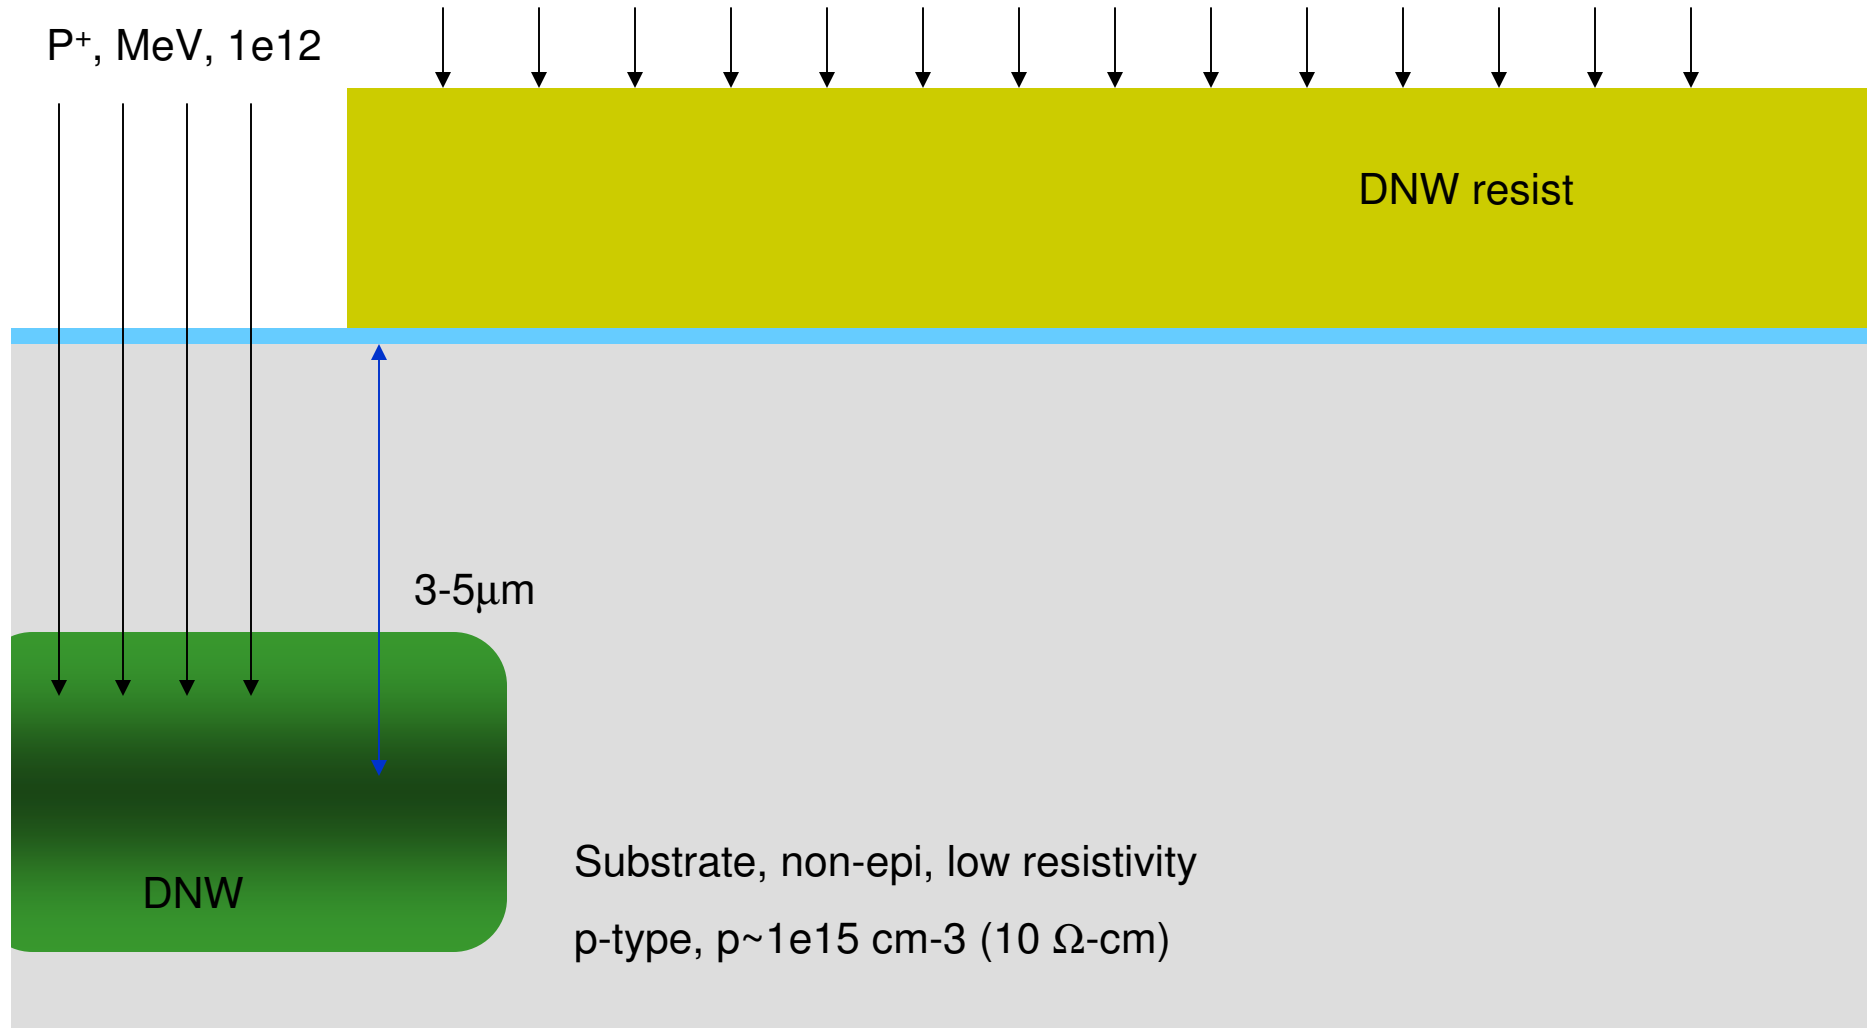 P⁺, MeV, 1e12
DNW resist
3-5μm
Substrate, non-epi, low resistivity
DNW
p-type, p~1e15 cm-3 (10 Ω-cm)